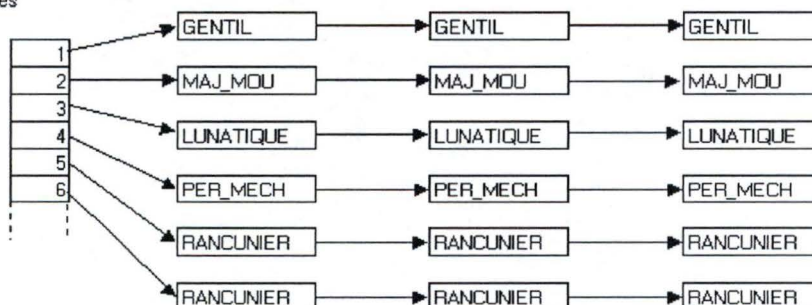 GENTIL GENTIL GENTIL
1
2 MAJ_MOU MAJ_MOU MAJ_MOU
3
LUNATIQUE LUNATIQUE LUNATIQUE
4
5
PER_MECH PER_MECH PER_MECH
6
RANCUNIER RANCUNIER RANCUNIER
RANCUNIER RANCUNIER RANCUNIER